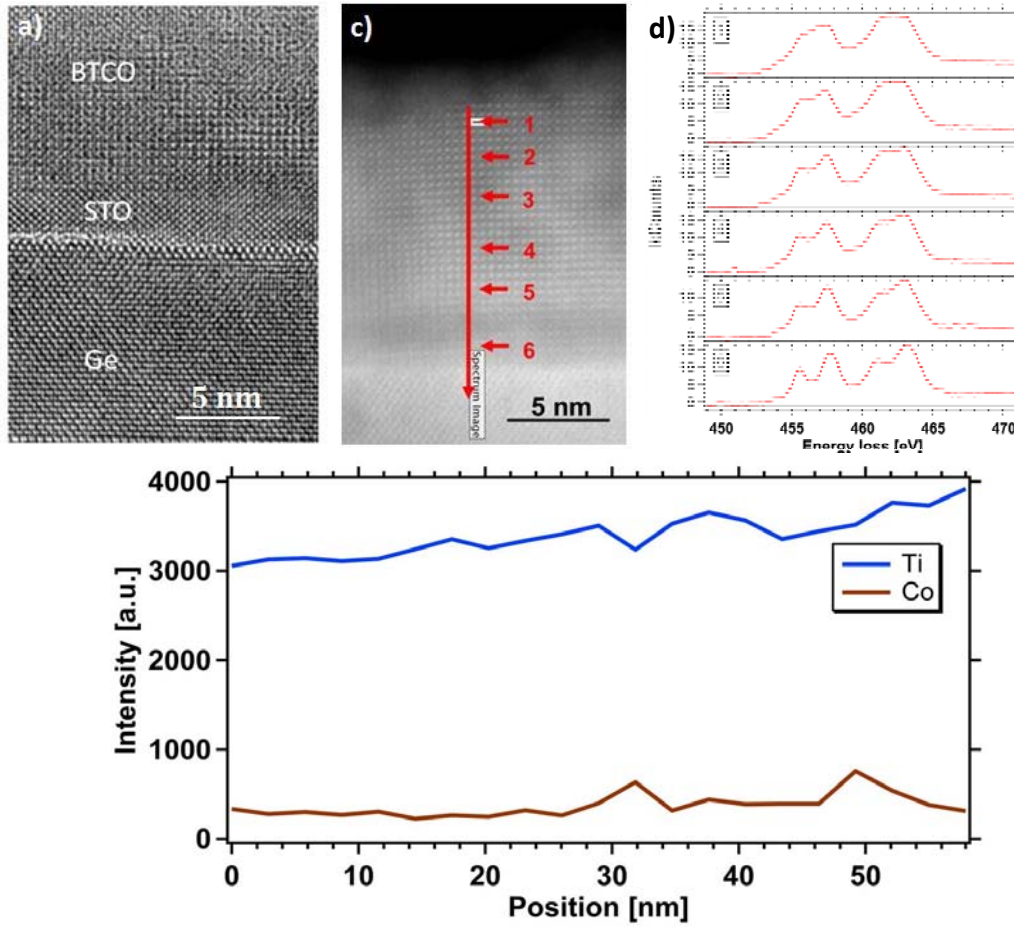 a)
BTCO
STO
Ge
5 nm
c)
1
2
3
4
5
6
Spectrum Image
5 nm
d)
450 455 460 465 470
Energy loss [eV]
4000
3000
2000
1000
0
Intensity [a.u.]
Ti
Co
0 10 20 30 40 50
Position [nm]